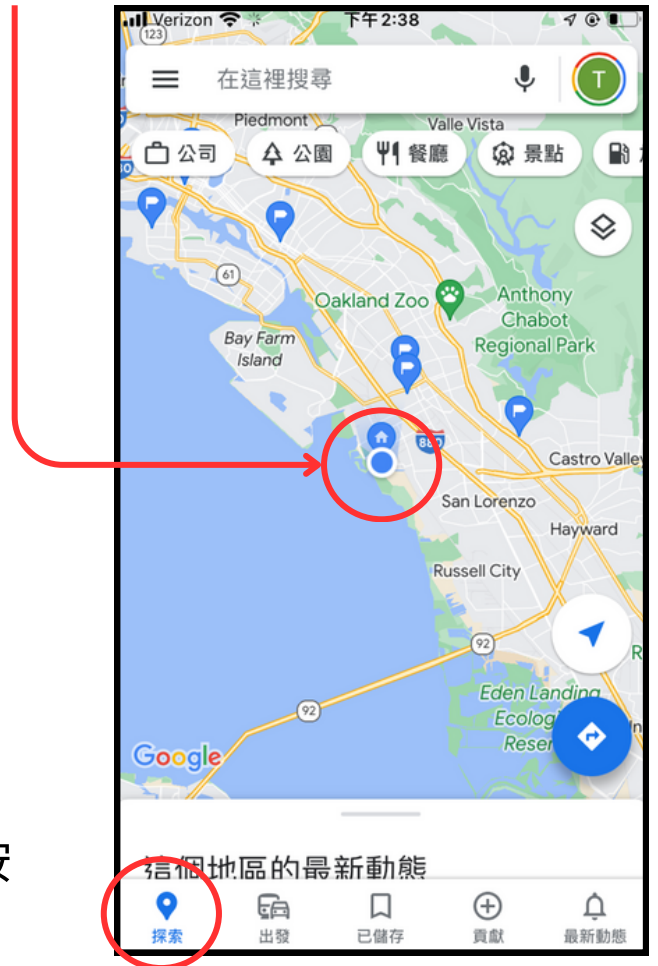 Verizon 下午2:38
123
在這裡搜尋 T
Piedmont Valle Vista
公司 公園 餐廳 景點
61
Oakland Zoo
Anthony
Chabot
Regional Park
Bay Farm
Island
880
Castro Valley
San Lorenzo
Hayward
Russell City
92
Eden Landing
92
Google
這個地區的最新動態
安
探索 出發 已儲存 貢獻 最新動態